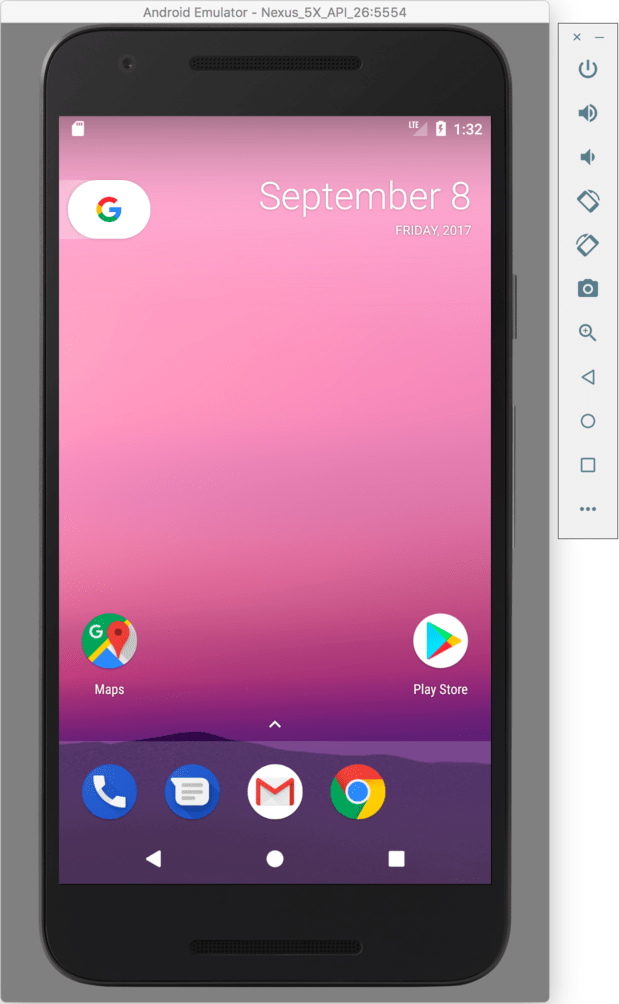 Android Emulator - Nexus_5X_API_26:5554
LTE
1:32
G
September 8
FRIDAY, 2017
G
Maps
Play Store